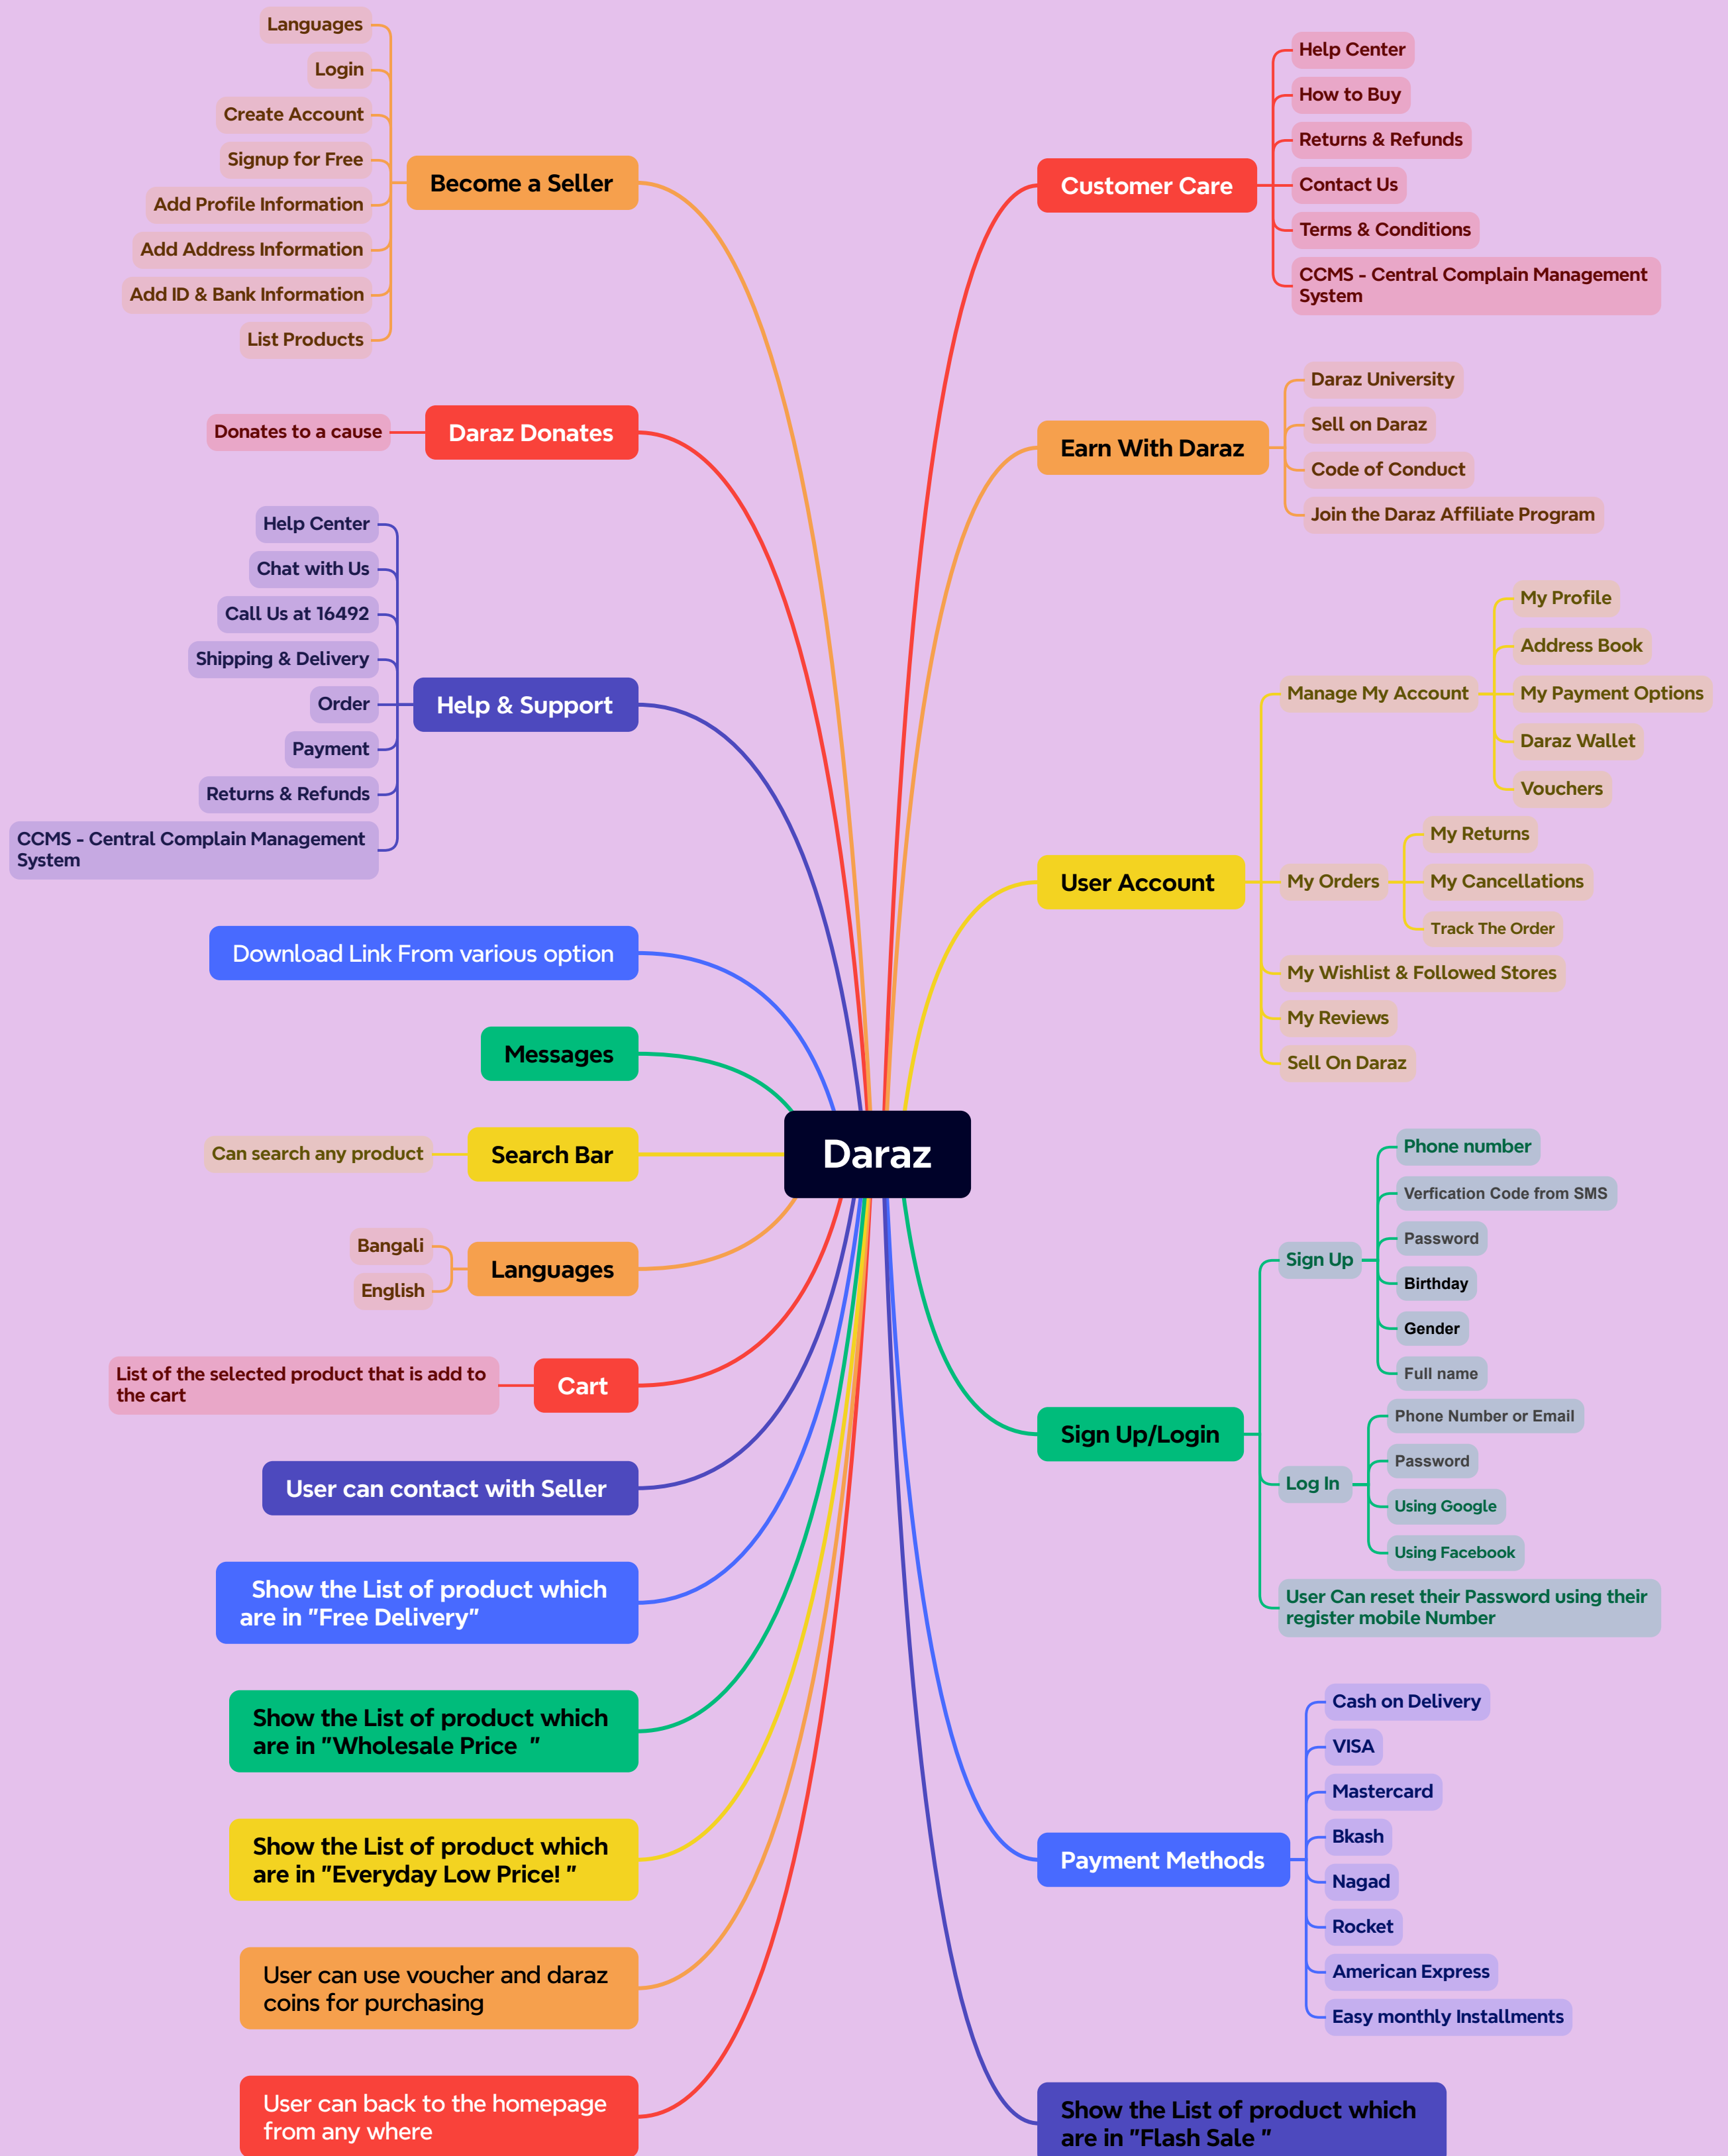 Daraz
Customer Care
Help Center
How to Buy
Returns & Refunds
Contact Us
Terms & Conditions
CCMS - Central Complain Management
System
Earn With Daraz
Daraz University
Sell on Daraz
Code of Conduct
Join the Daraz Affiliate Program
User Account
Manage My Account
My Profile
Address Book
My Payment Options
Daraz Wallet
Vouchers
My Orders
My Returns
My Cancellations
Track The Order
My Wishlist & Followed Stores
My Reviews
Sell On Daraz
Sign Up/Login
Sign Up
Phone number
Verfication Code from SMS
Password
Birthday
Gender
Full name
Log In
Phone Number or Email
Password
Using Google
Using Facebook
User Can reset their Password using their
register mobile Number
Payment Methods
Cash on Delivery
VISA
Mastercard
Bkash
Nagad
Rocket
American Express
Easy monthly Installments
Show the List of product which
are in "Flash Sale "
Become a Seller
Languages
Login
Create Account
Signup for Free
Add Profile Information
Add Address Information
Add ID & Bank Information
List Products
Daraz Donates
Donates to a cause
Help & Support
Help Center
Chat with Us
Call Us at 16492
Shipping & Delivery
Order
Payment
Returns & Refunds
CCMS - Central Complain Management
System
Download Link From various option
Messages
Search Bar
Can search any product
Languages
Bangali
English
Cart
List of the selected product that is add to
the cart
User can contact with Seller
Show the List of product which
are in "Free Delivery"
Show the List of product which
are in "Wholesale Price  "
Show the List of product which
are in "Everyday Low Price! "
User can use voucher and daraz
coins for purchasing
User can back to the homepage
from any where